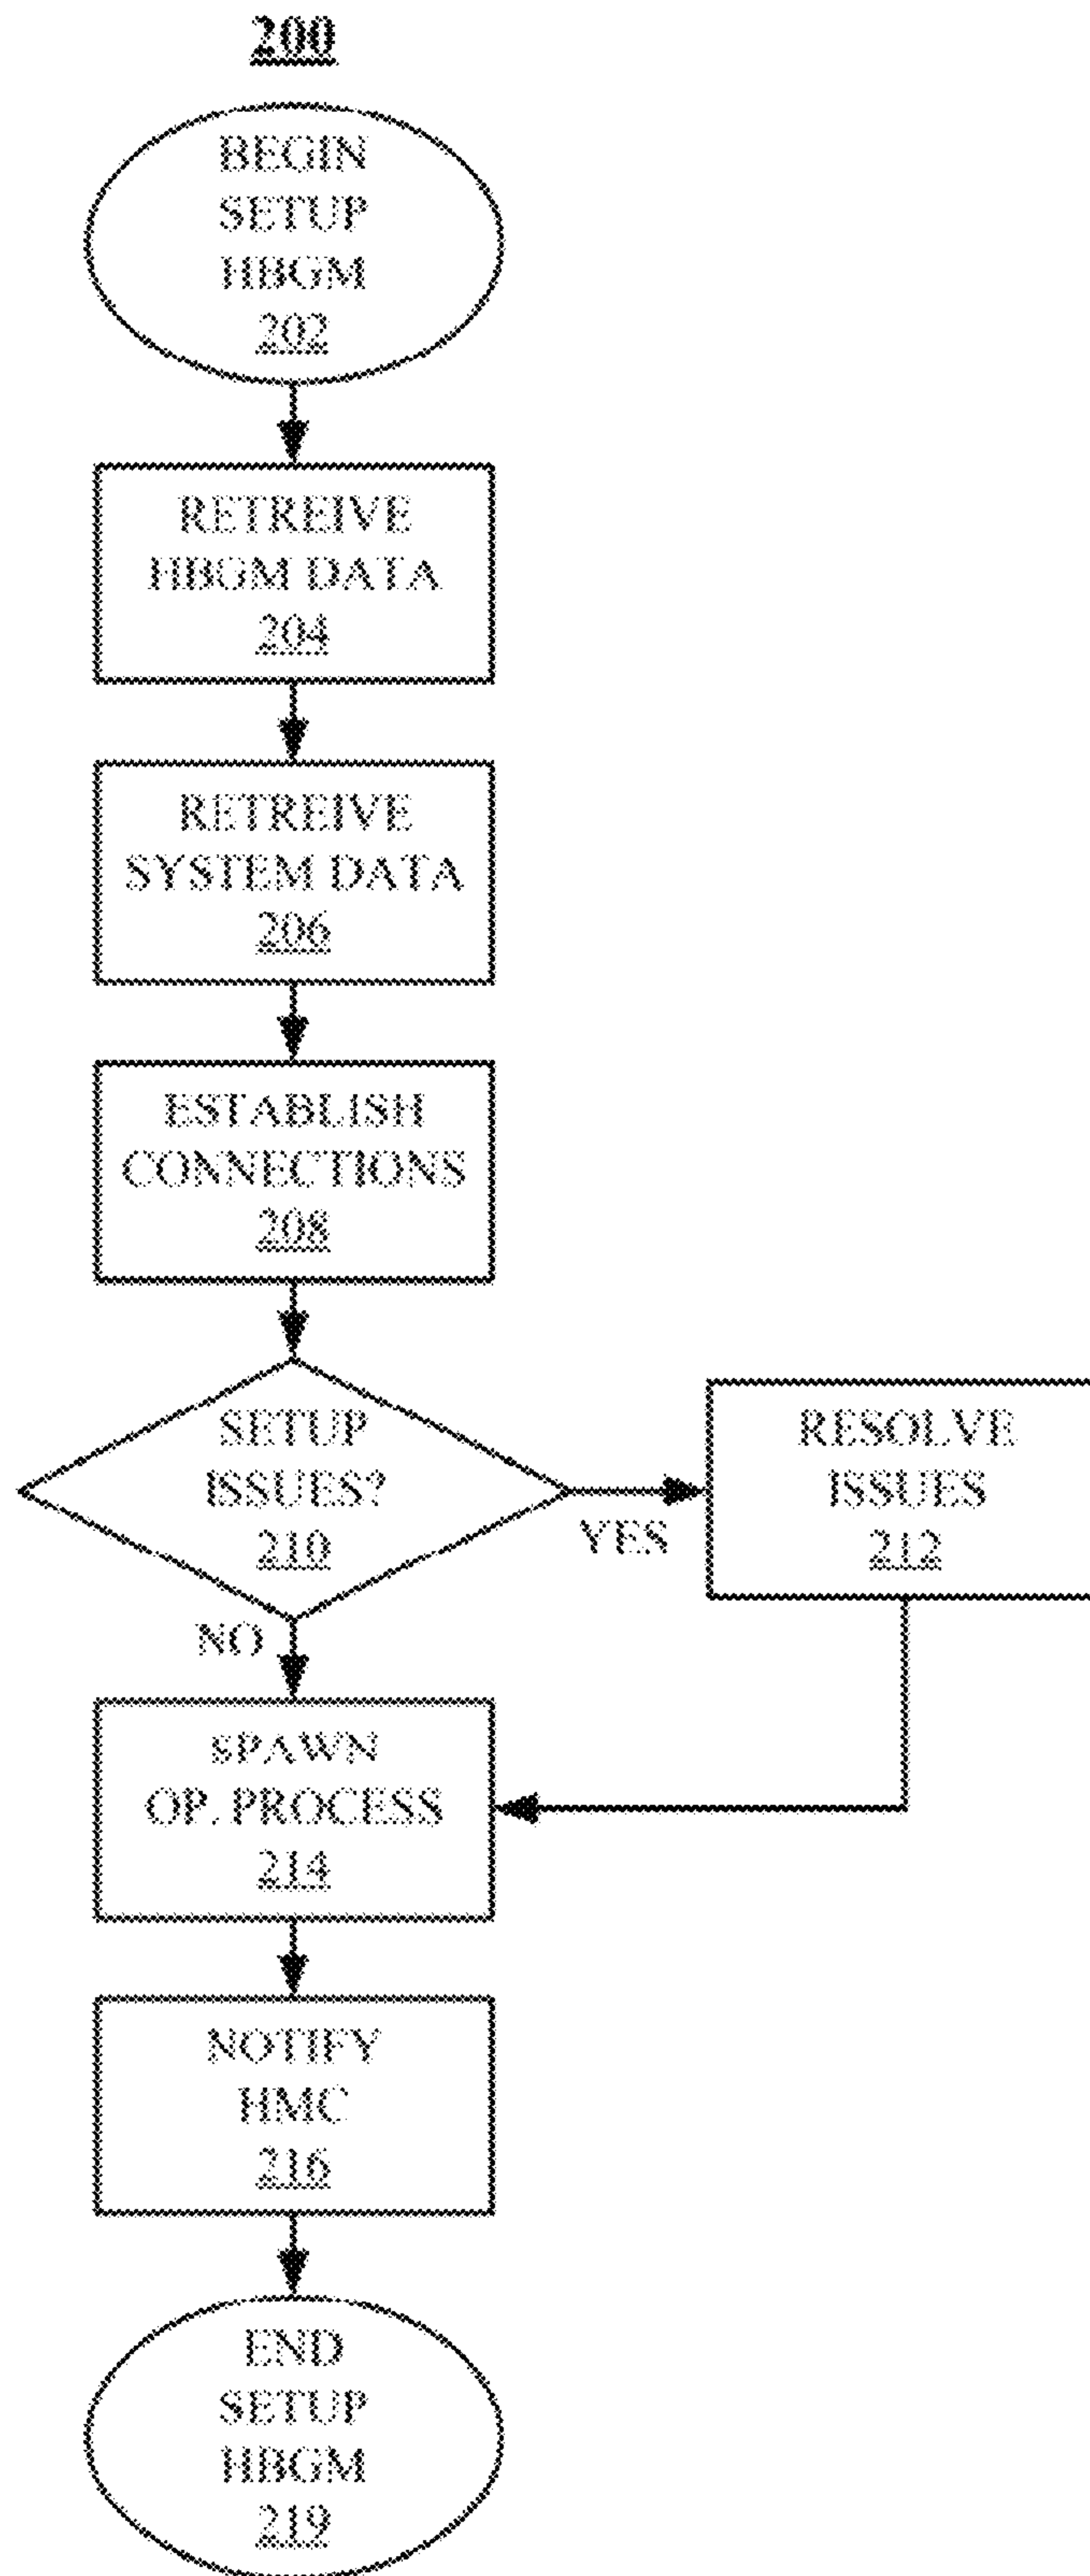 200
BEGIN
SETUP
HBGM
202
RETREIVE
HBGM DATA
204
RETREIVE
SYSTEM DATA
206
ESTABLISH
CONNECTIONS
208
SETUP
ISSUES?
210
YES
RESOLVE
ISSUES
212
NO
SPAWN
OP. PROCESS
214
NOTIFY
HMC
216
END
SETUP
HBGM
219